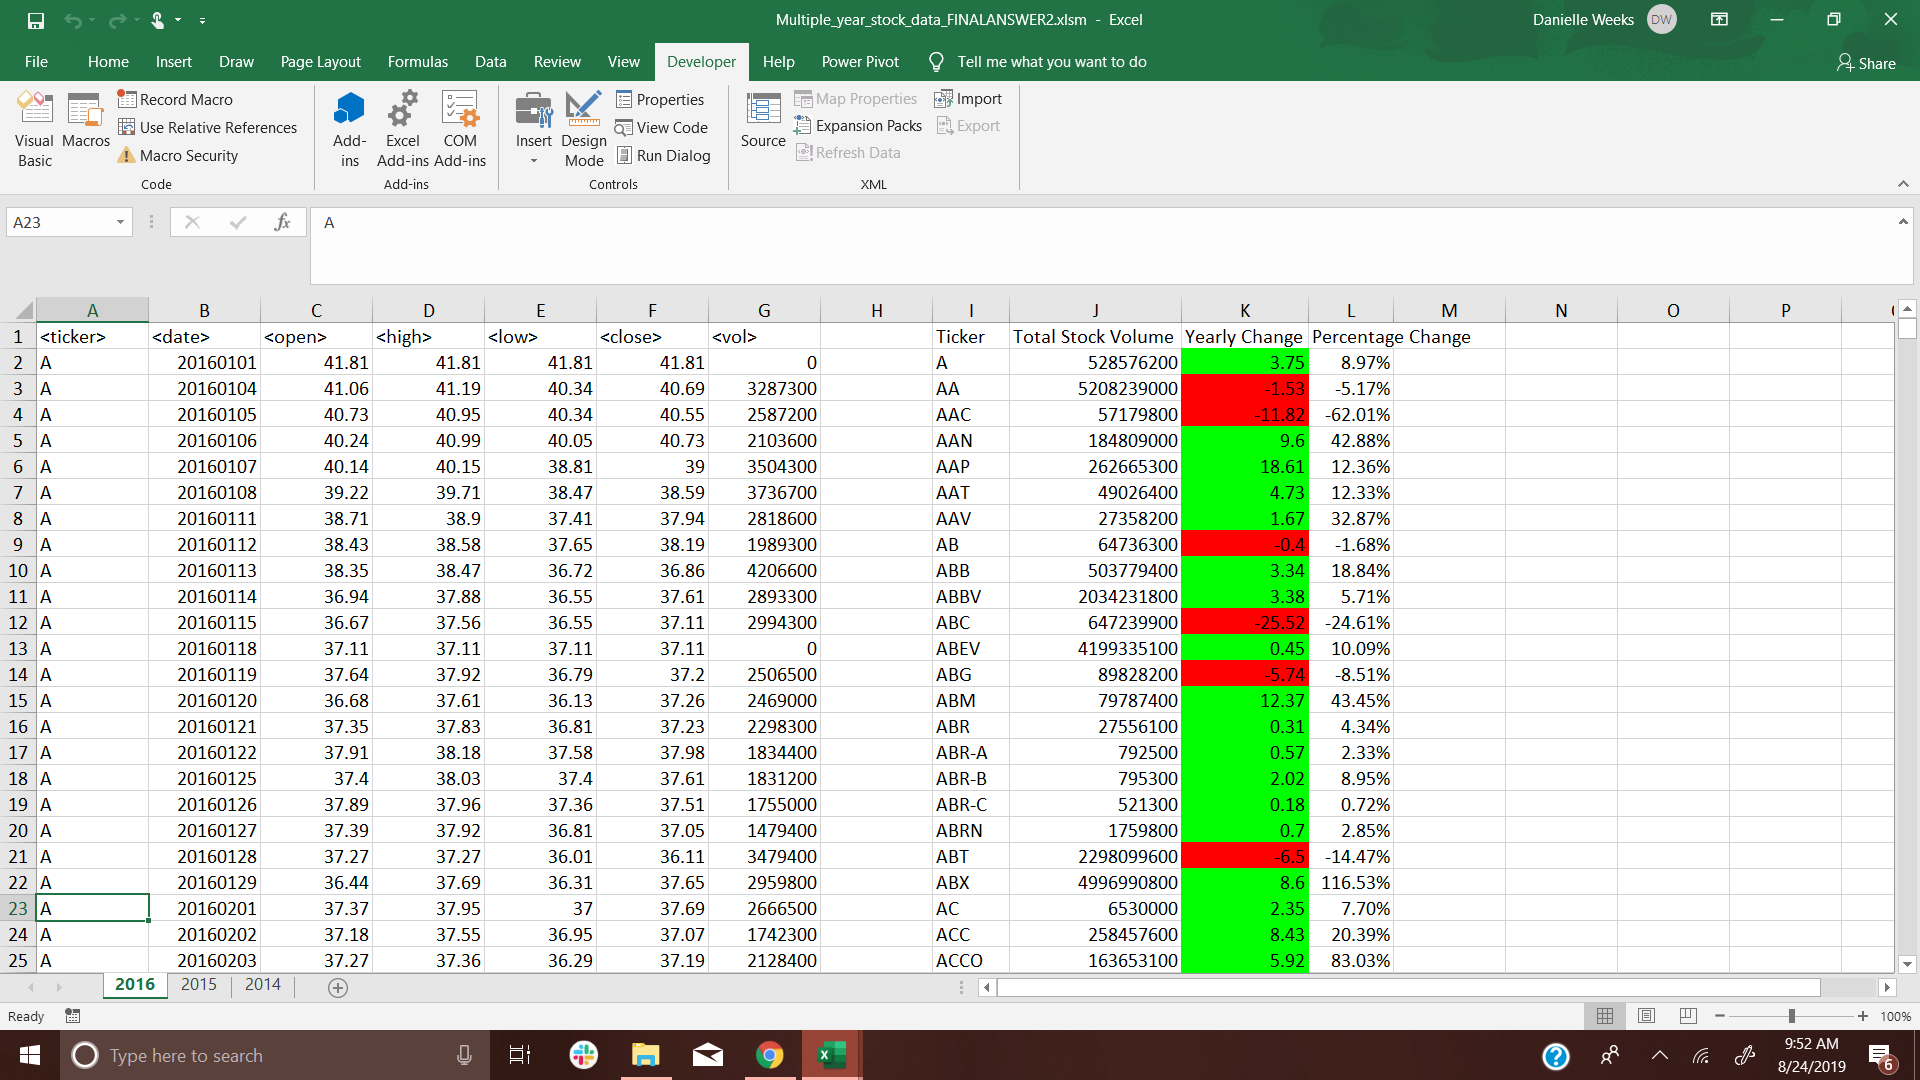 Multiple_year_stock_data_FINALANSWER2.xlsm - Excel
Danielle Weeks DW
File Home Insert Draw Page Layout Formulas Data Review View Developer Help Power Pivot Tell me what you want to do Share
Visual Basic
Macros
Record Macro
Use Relative References
Macro Security
Code
Add-ins
Excel Add-ins
COM Add-ins
Add-ins
Insert
Design Mode
Properties
View Code
Run Dialog
Controls
Source
Map Properties
Expansion Packs
Refresh Data
Import
Export
XML
A23 fx A
A B C D E F G H I J K L M N O P
1 <ticker> <date> <open> <high> <low> <close> <vol> Ticker Total Stock Volume Yearly Change Percentage Change
2 A 20160101 41.81 41.81 41.81 41.81 0 A 528576200 3.75 8.97%
3 A 20160104 41.06 41.19 40.34 40.69 3287300 AA 5208239000 -1.53 -5.17%
4 A 20160105 40.73 40.95 40.34 40.55 2587200 AAC 57179800 -11.82 -62.01%
5 A 20160106 40.24 40.99 40.05 40.73 2103600 AAN 184809000 9.6 42.88%
6 A 20160107 40.14 40.15 38.81 39 3504300 AAP 262665300 18.61 12.36%
7 A 20160108 39.22 39.71 38.47 38.59 3736700 AAT 49026400 4.73 12.33%
8 A 20160111 38.71 38.9 37.41 37.94 2818600 AAV 27358200 1.67 32.87%
9 A 20160112 38.43 38.58 37.65 38.19 1989300 AB 64736300 -0.4 -1.68%
10 A 20160113 38.35 38.47 36.72 36.86 4206600 ABB 503779400 3.34 18.84%
11 A 20160114 36.94 37.88 36.55 37.61 2893300 ABBV 2034231800 3.38 5.71%
12 A 20160115 36.67 37.56 36.55 37.11 2994300 ABC 647239900 -25.52 -24.61%
13 A 20160118 37.11 37.11 37.11 37.11 0 ABEV 4199335100 0.45 10.09%
14 A 20160119 37.64 37.92 36.79 37.2 2506500 ABG 89828200 -5.74 -8.51%
15 A 20160120 36.68 37.61 36.13 37.26 2469000 ABM 79787400 12.37 43.45%
16 A 20160121 37.35 37.83 36.81 37.23 2298300 ABR 27556100 0.31 4.34%
17 A 20160122 37.91 38.18 37.58 37.98 1834400 ABR-A 792500 0.57 2.33%
18 A 20160125 37.4 38.03 37.4 37.61 1831200 ABR-B 795300 2.02 8.95%
19 A 20160126 37.89 37.96 37.36 37.51 1755000 ABR-C 521300 0.18 0.72%
20 A 20160127 37.39 37.92 36.81 37.05 1479400 ABRN 1759800 0.7 2.85%
21 A 20160128 37.27 37.27 36.01 36.11 3479400 ABT 2298099600 -6.5 -14.47%
22 A 20160129 36.44 37.69 36.31 37.65 2959800 ABX 4996990800 8.6 116.53%
23 A 20160201 37.37 37.95 37 37.69 2666500 AC 6530000 2.35 7.70%
24 A 20160202 37.18 37.55 36.95 37.07 1742300 ACC 258457600 8.43 20.39%
25 A 20160203 37.27 37.36 36.29 37.19 2128400 ACCO 163653100 5.92 83.03%
2016 2015 2014
Ready 100%
Type here to search
9:52 AM
8/24/2019
6